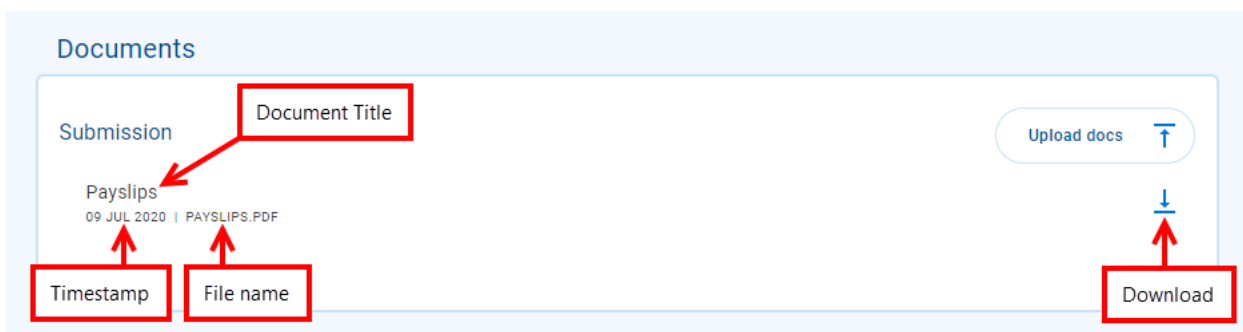 Documents
Document Title
Submission
Upload docs
Payslips
09 JUL 2020 | PAYSLIPS.PDF
Timestamp
File name
Download